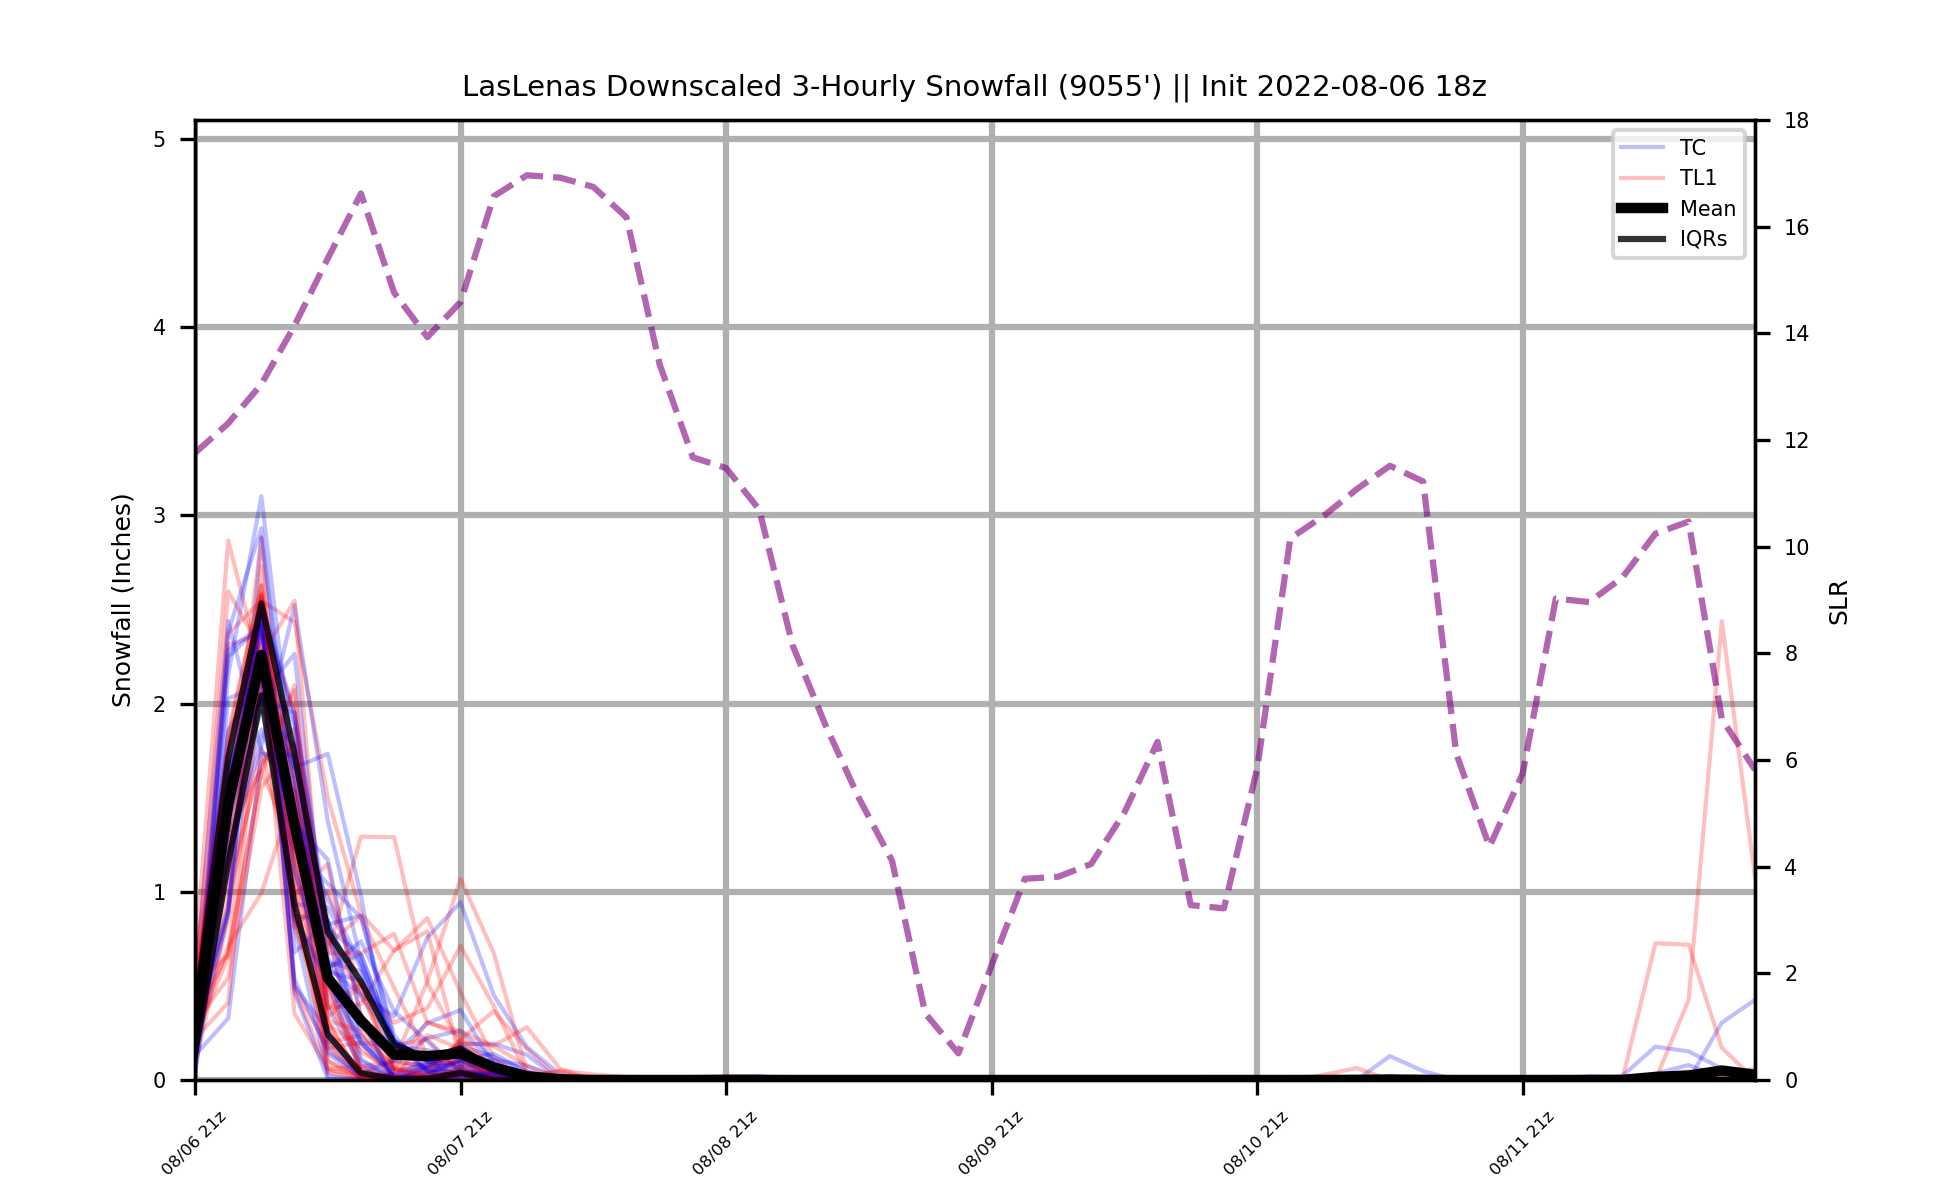 LasLenas Downscaled 3-Hourly Snowfall (9055') || Init 2022-08-06 18z
TC
TL1
Mean
IQRs
Snowfall (Inches)
5
4
3
2
1
0
SLR
18
16
14
12
10
8
6
4
2
0
08/06 21z
08/07 21z
08/08 21z
08/09 21z
08/10 21z
08/11 21z